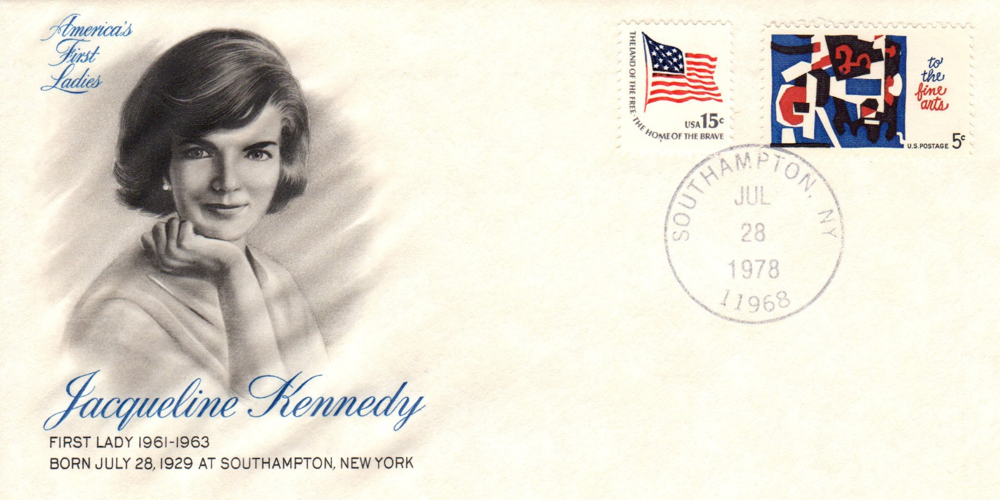 America's
First
Ladies
THE LAND OF THE FREE · THE HOME OF THE BRAVE
USA 15c
to
the
fine
arts
U.S. POSTAGE 5c
SOUTHAMPTON, NY
JUL
28
1978
11968
Jacqueline Kennedy
FIRST LADY 1961-1963
BORN JULY 28, 1929 AT SOUTHAMPTON, NEW YORK